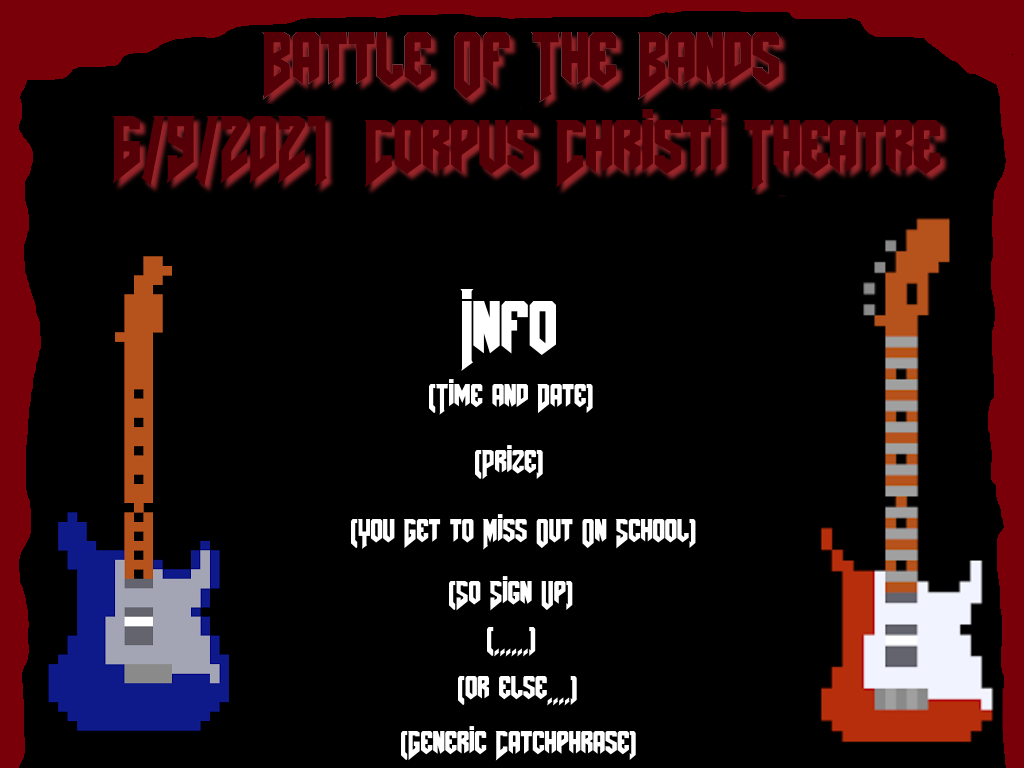 Battle Of The Bands
6/9/2021 Corpus Christi Theatre
Info
(Time and Date)
(Prize)
(You Get to Miss Out On School)
(So Sign Up)
(,,,,,,)
(Or else,,,,)
(Generic Catchphrase)